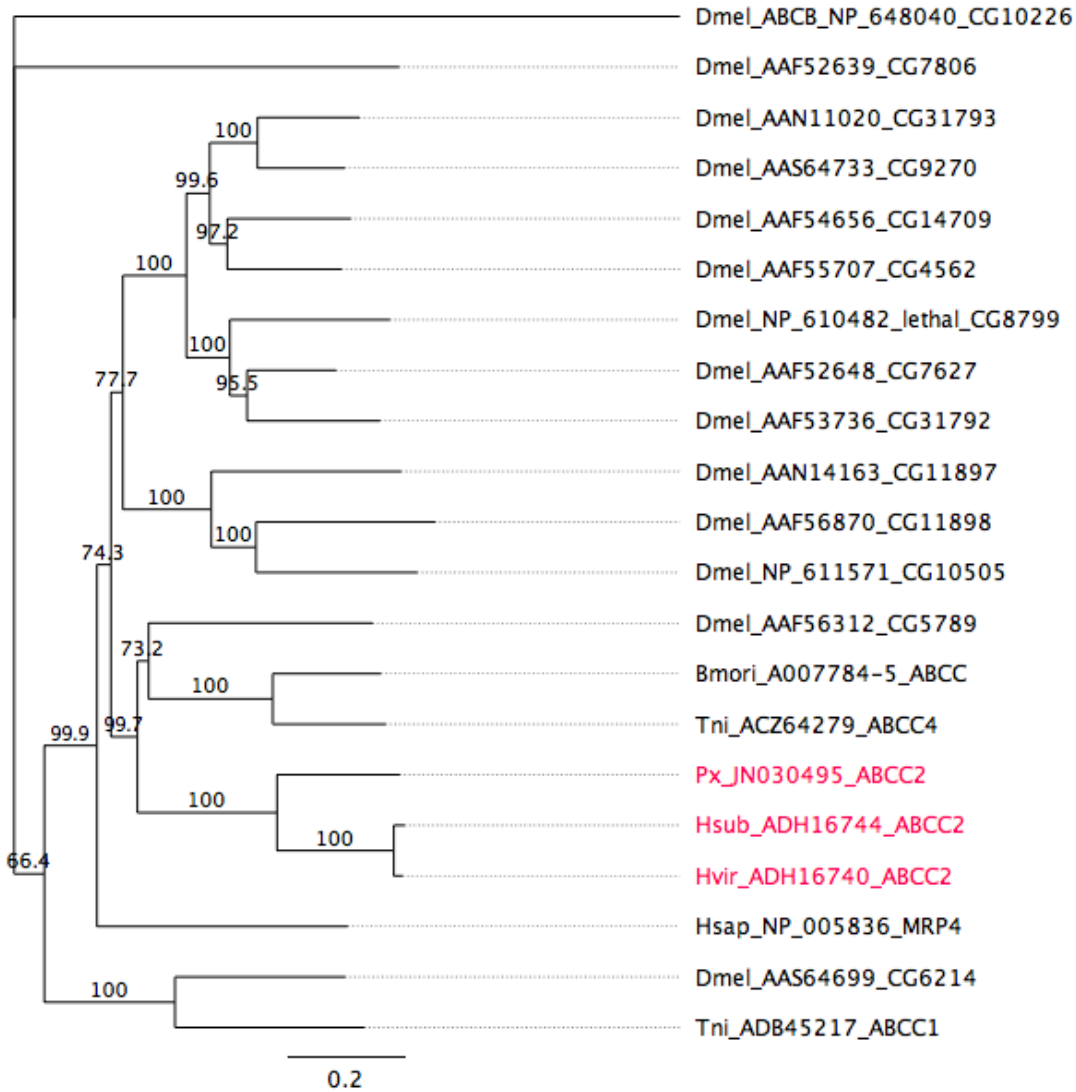 Dmel_ABCB_NP_648040_CG10226
Dmel_AAF52639_CG7806
100
Dmel_AAN11020_CG31793
99.6
Dmel_AAS64733_CG9270
97.2
Dmel_AAF54656_CG14709
100
Dmel_AAF55707_CG4562
100
Dmel_NP_610482_lethal_CG8799
77.7
95.5
Dmel_AAF52648_CG7627
Dmel_AAF53736_CG31792
100
Dmel_AAN14163_CG11897
74.3
100
Dmel_AAF56870_CG11898
Dmel_NP_611571_CG10505
73.2
Dmel_AAF56312_CG5789
100
Bmori_A007784-5_ABCC
99.9
99.7
Tni_ACZ64279_ABCC4
100
Px_JN030495_ABCC2
100
Hsub_ADH16744_ABCC2
66.4
Hvir_ADH16740_ABCC2
Hsap_NP_005836_MRP4
100
Dmel_AAS64699_CG6214
Tni_ADB45217_ABCC1
0.2